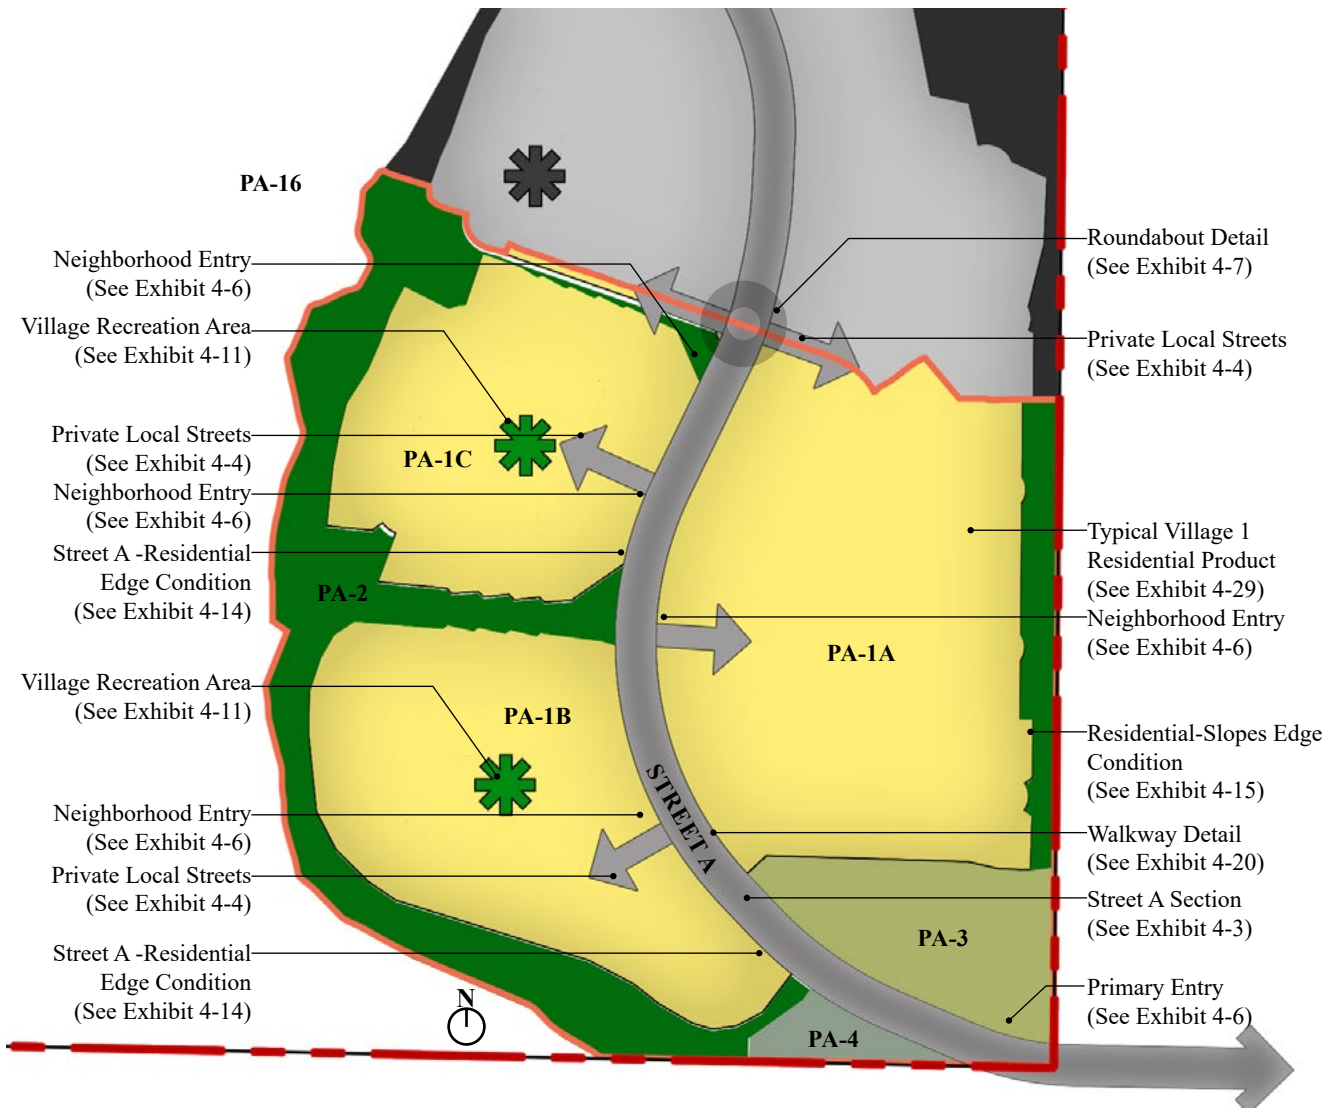 PA-16
Neighborhood Entry
(See Exhibit 4-6)
Village Recreation Area
(See Exhibit 4-11)
Private Local Streets
(See Exhibit 4-4)
Neighborhood Entry
(See Exhibit 4-6)
Street A -Residential
Edge Condition
(See Exhibit 4-14)
Village Recreation Area
(See Exhibit 4-11)
Neighborhood Entry
(See Exhibit 4-6)
Private Local Streets
(See Exhibit 4-4)
Street A -Residential
Edge Condition
(See Exhibit 4-14)
PA-1C
PA-2
PA-1B
PA-1A
STREET A
PA-3
PA-4
N
Roundabout Detail
(See Exhibit 4-7)
Private Local Streets
(See Exhibit 4-4)
Typical Village 1
Residential Product
(See Exhibit 4-29)
Neighborhood Entry
(See Exhibit 4-6)
Residential-Slopes Edge
Condition
(See Exhibit 4-15)
Walkway Detail
(See Exhibit 4-20)
Street A Section
(See Exhibit 4-3)
Primary Entry
(See Exhibit 4-6)